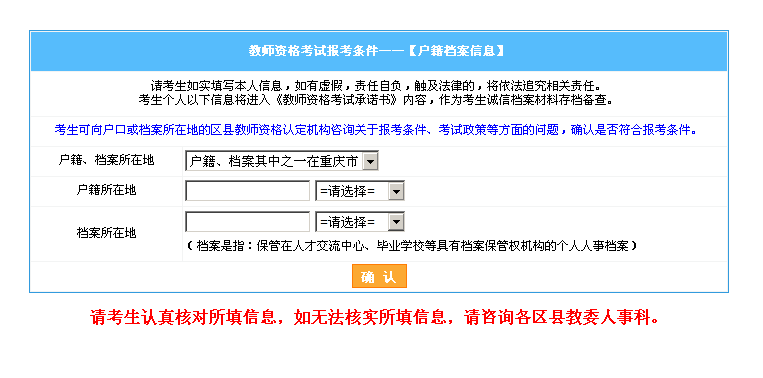 教师资格考试报考条件——【户籍档案信息】
请考生如实填写本人信息，如有虚假，责任自负，触及法律的，将依法追究相关责任。
考生个人以下信息将进入《教师资格考试承诺书》内容，作为考生诚信档案材料存档备查。
考生可向户口或档案所在地的区县教师资格认定机构咨询关于报考条件、考试政策等方面的问题，确认是否符合报考条件。
户籍、档案所在地 户籍、档案其中之一在重庆市
户籍所在地 =请选择=
=请选择=
档案所在地
（档案是指：保管在人才交流中心、毕业学校等具有档案保管权机构的个人人事档案）
确 认
请考生认真核对所填信息，如无法核实所填信息，请咨询各区县教委人事科。